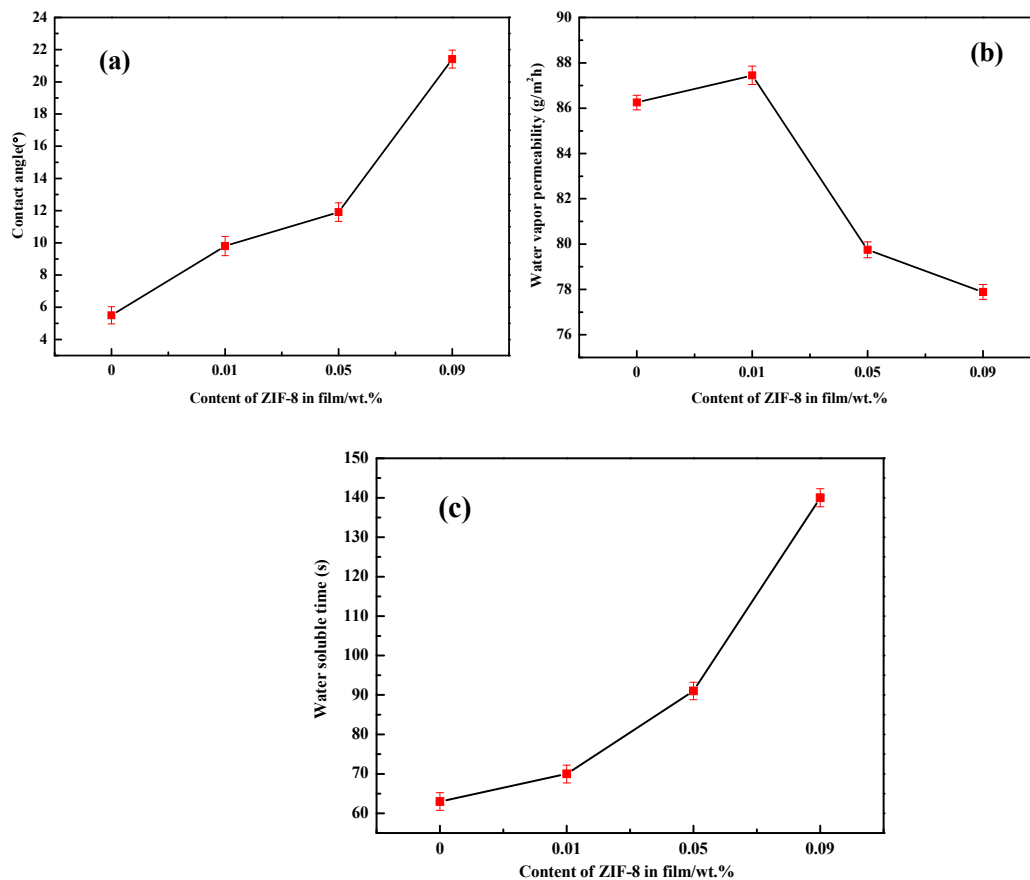 (a)
24
22
20
18
16
14
12
10
8
6
4
Contact angle(°)
0 0.01 0.05 0.09
Content of ZIF-8 in film/wt.%
(b)
90
88
86
84
82
80
78
76
Water vapor permeability (g/m²h)
0 0.01 0.05 0.09
Content of ZIF-8 in film/wt.%
(c)
150
140
130
120
110
100
90
80
70
60
Water soluble time (s)
0 0.01 0.05 0.09
Content of ZIF-8 in film/wt.%